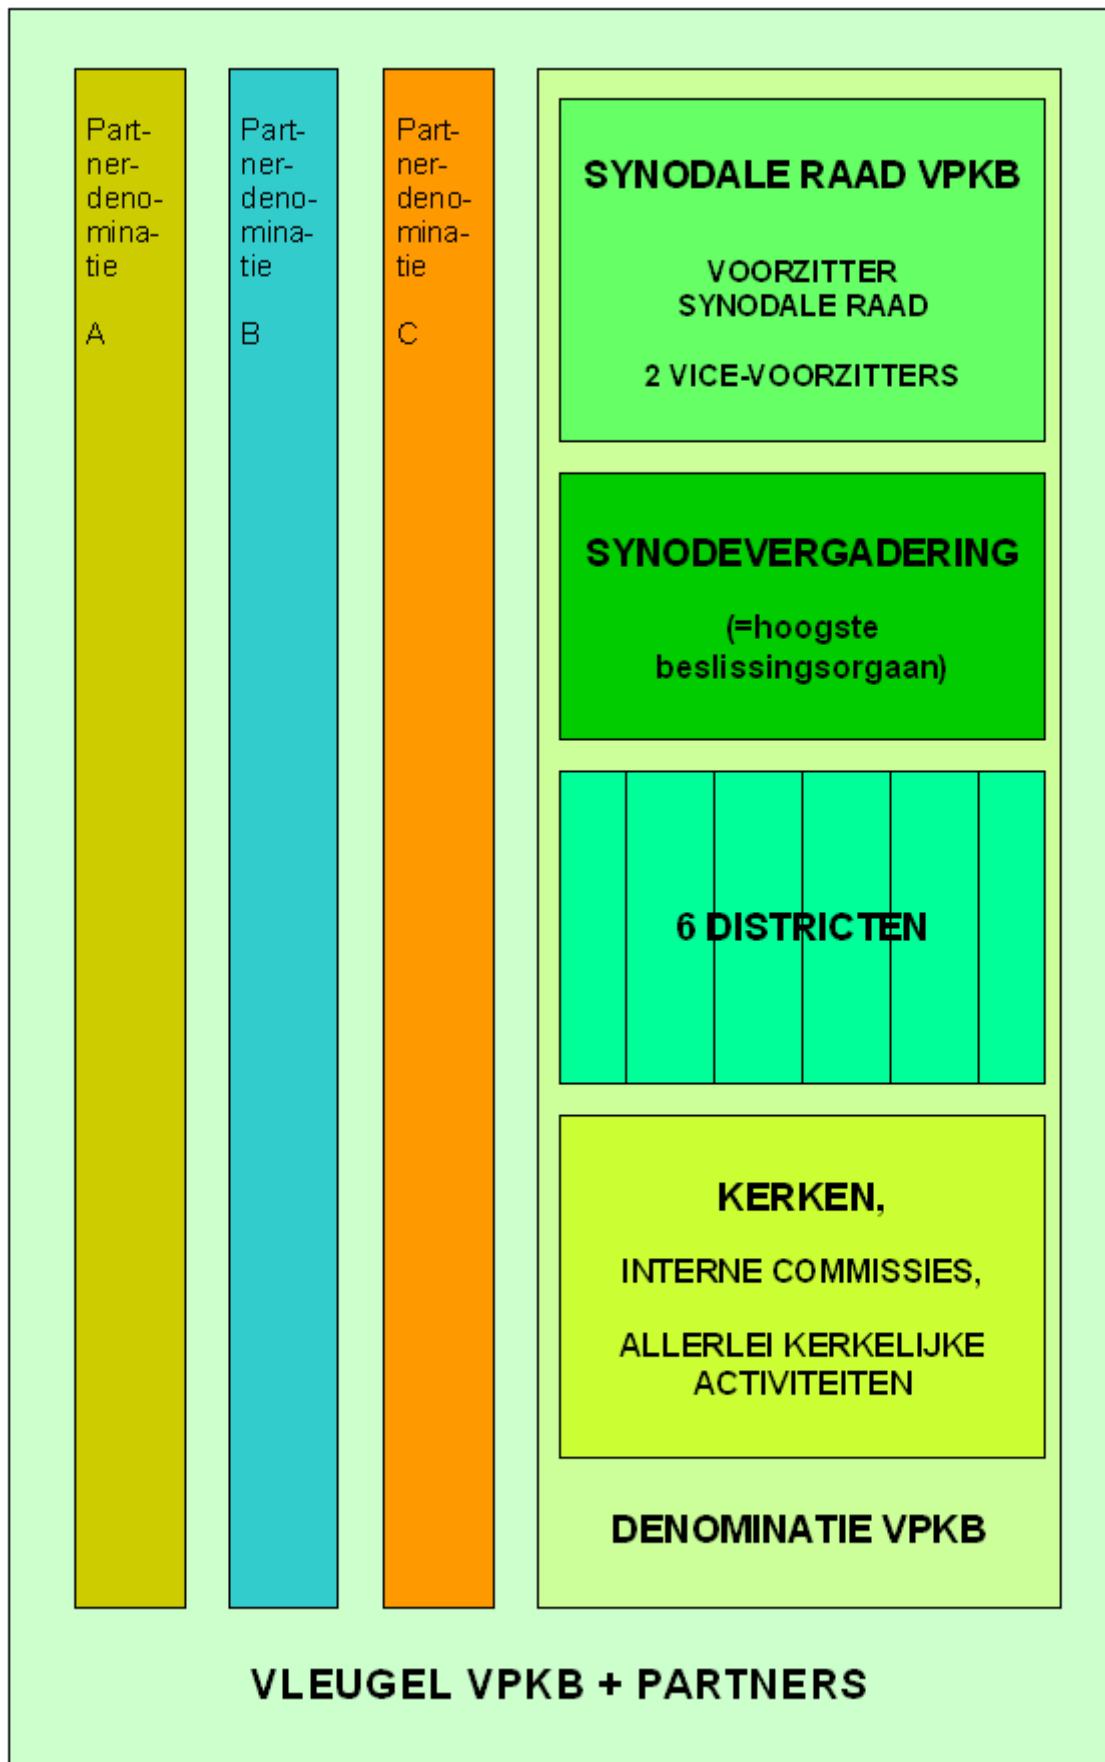 Part-
ner-
deno-
mina-
tie
A
Part-
ner-
deno-
mina-
tie
B
Part-
ner-
deno-
mina-
tie
C
SYNODALE RAAD VPKB
VOORZITTER
SYNODALE RAAD
2 VICE-VOORZITTERS
SYNODEVERGADERING
(=hoogste
beslissingsorgaan)
6 DISTRICTEN
KERKEN,
INTERNE COMMISSIES,
ALLERLEI KERKELIJKE
ACTIVITEITEN
DENOMINATIE VPKB
VLEUGEL VPKB + PARTNERS